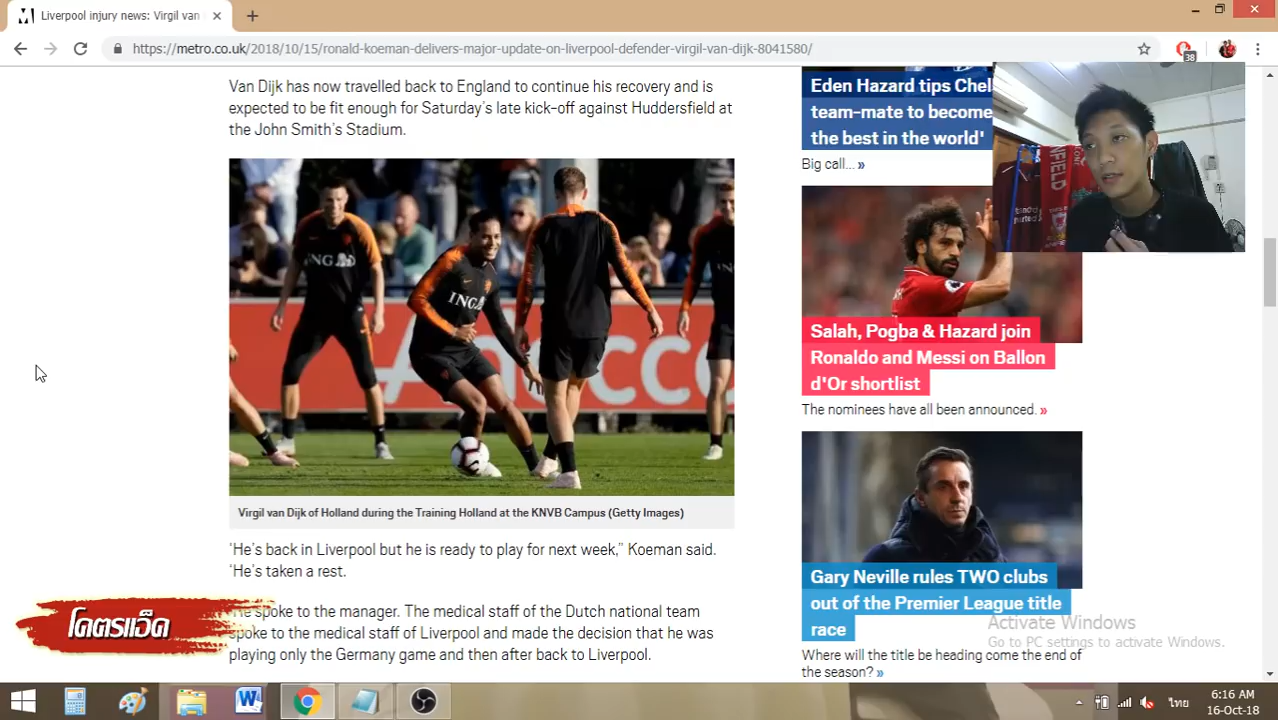 Liverpool injury news: Virgil van
https://metro.co.uk/2018/10/15/ronald-koeman-delivers-major-update-on-liverpool-defender-virgil-van-dijk-8041580/
38
Van Dijk has now travelled back to England to continue his recovery and is
expected to be fit enough for Saturday's late kick-off against Huddersfield at
the John Smith's Stadium.
ING
ING
Virgil van Dijk of Holland during the Training Holland at the KNVB Campus (Getty Images)
'He's back in Liverpool but he is ready to play for next week,” Koeman said.
'He's taken a rest.
spoke to the manager. The medical staff of the Dutch national team
spoke to the medical staff of Liverpool and made the decision that he was
playing only the Germany game and then after back to Liverpool.
Eden Hazard tips Chel
team-mate to become
the best in the world'
Big call... »
Salah, Pogba & Hazard join
Ronaldo and Messi on Ballon
d'Or shortlist
The nominees have all been announced. »
Gary Neville rules TWO clubs
out of the Premier League title
race
Where will the title be heading come the end of
the season? »
Activate Windows
Go to PC settings to activate Windows.
โคตรแอ็ด
ไทย
6:16 AM
16-Oct-18